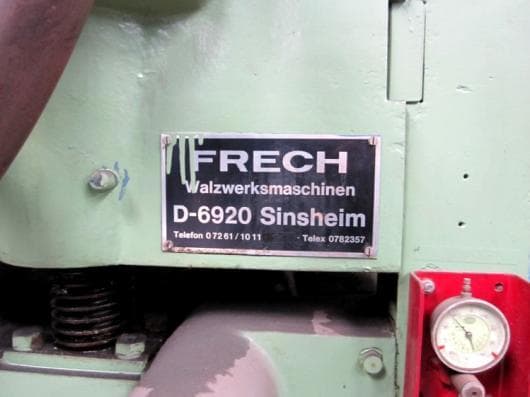 FRECH
Walzwerksmaschinen
D-6920 Sinsheim
Telefon 07261/1011 · Telex 0782357